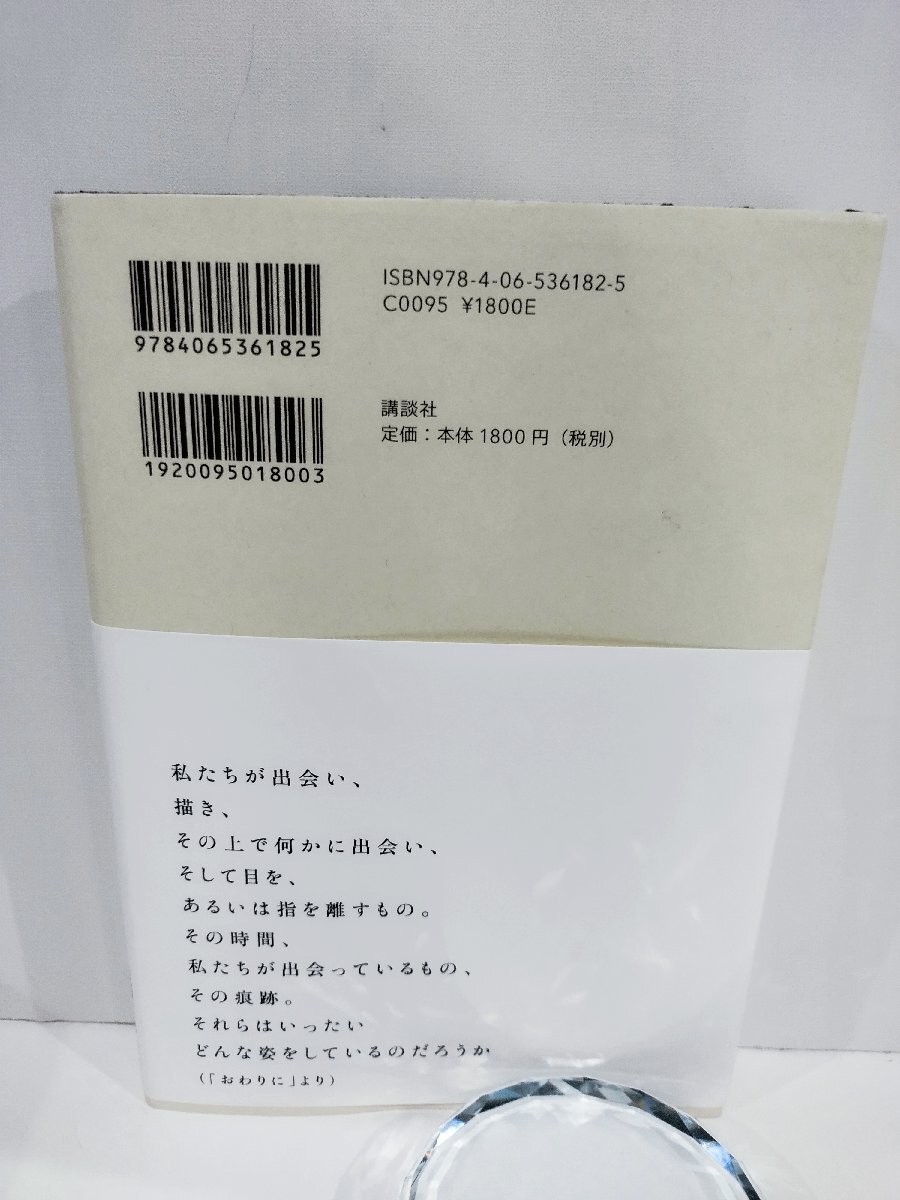 ISBN978-4-06-536182-5
C0095 ¥1800E
9784065361825
講談社
定価：本体1800円（税別）
1920095018003
私たちが出会い、
描き、
その上で何かに出会い、
そして目を、
あるいは指を離すもの。
その時間、
私たちが出会っているもの、
その痕跡。
それらはいったい
どんな姿をしているのだろうか
（「おわりに」より）